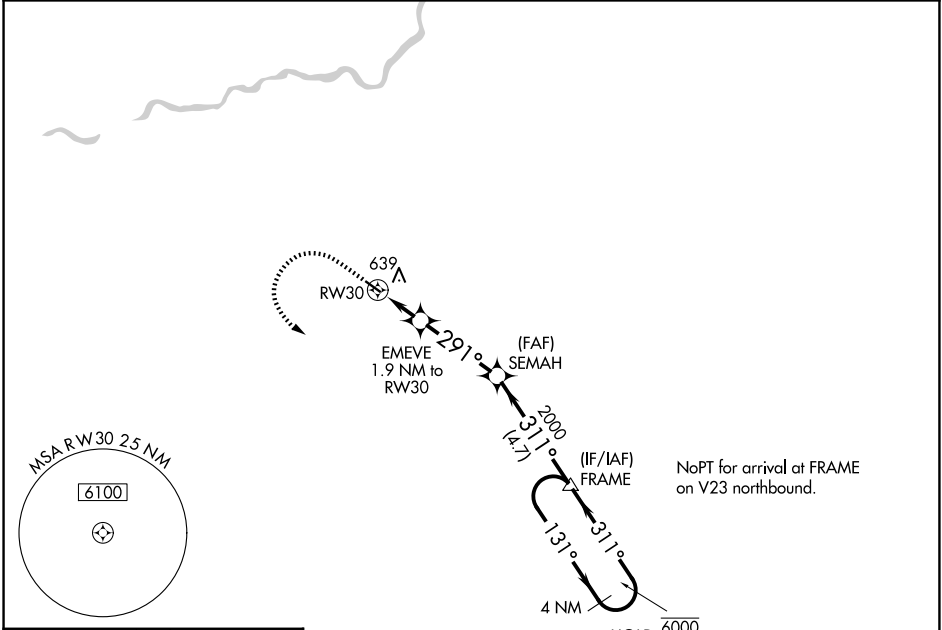 639
RW30
EMEVE
1.9 NM to
RW30
291°
(FAF)
SEMAH
2000
311°
(4.7)
(IF/IAF)
FRAME
NoPT for arrival at FRAME
on V23 northbound.
MSA RW30 25 NM
6100
131°
311°
4 NM
6000